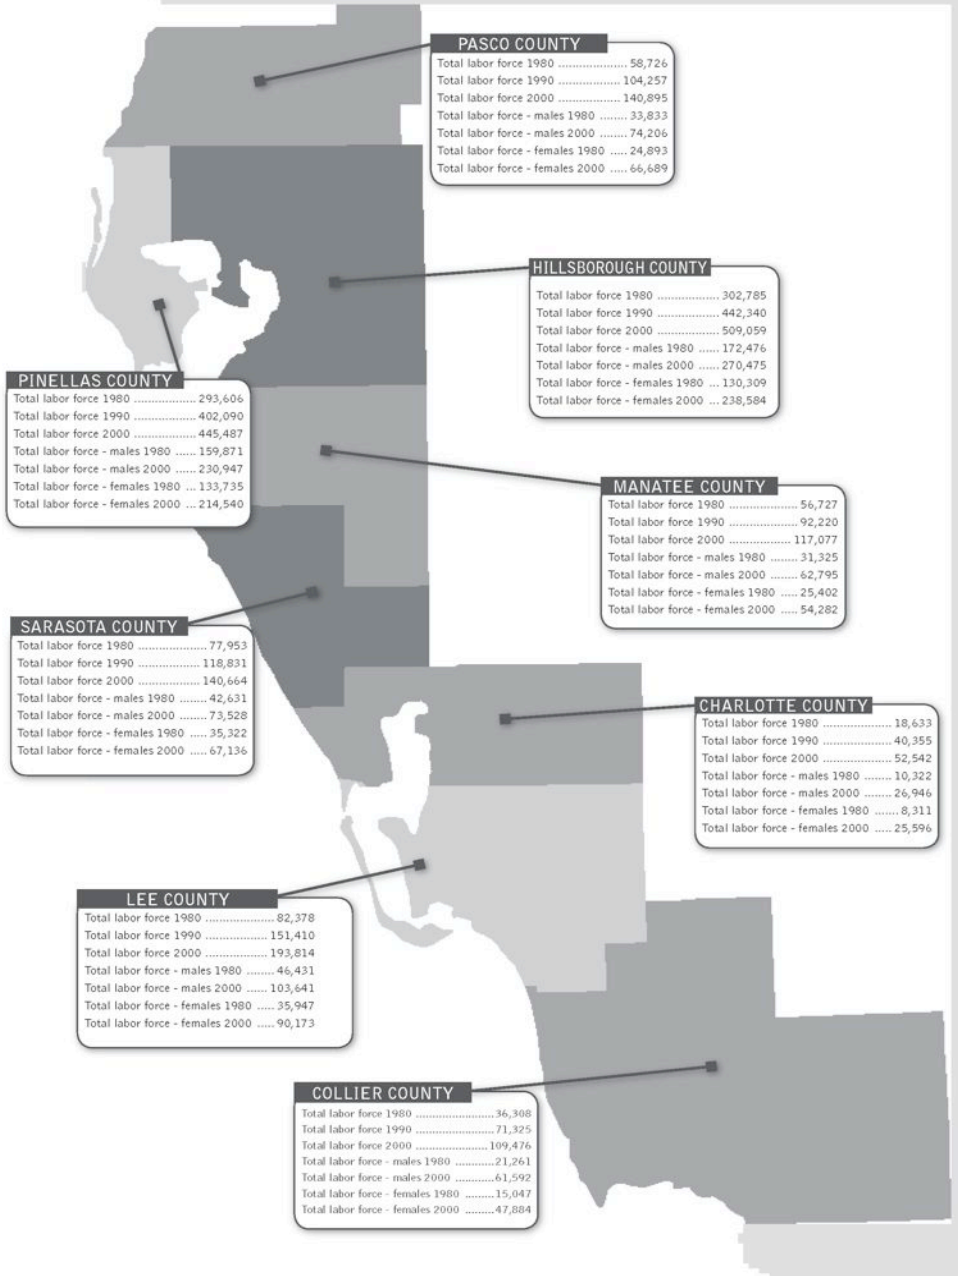 PASCO COUNTY
Total labor force 1980 ................... 58,726
Total labor force 1990 ................. 104,257
Total labor force 2000 ................. 140,895
Total labor force - males 1980 ........ 33,833
Total labor force - males 2000 ........ 74,206
Total labor force - females 1980 ..... 24,893
Total labor force - females 2000 ..... 66,689
HILLSBOROUGH COUNTY
Total labor force 1980 .................. 302,785
Total labor force 1990 .................. 442,340
Total labor force 2000 .................. 509,059
Total labor force - males 1980 ...... 172,476
Total labor force - males 2000 ...... 270,475
Total labor force - females 1980 ... 130,309
Total labor force - females 2000 ... 238,584
PINELLAS COUNTY
Total labor force 1980 .................. 293,606
Total labor force 1990 .................. 402,090
Total labor force 2000 .................. 445,487
Total labor force - males 1980 ...... 159,871
Total labor force - males 2000 ...... 230,947
Total labor force - females 1980 ... 133,735
Total labor force - females 2000 ... 214,540
MANATEE COUNTY
Total labor force 1980 .................... 56,727
Total labor force 1990 .................... 92,220
Total labor force 2000 .................. 117,077
Total labor force - males 1980 ........ 31,325
Total labor force - males 2000 ........ 62,795
Total labor force - females 1980 ..... 25,402
Total labor force - females 2000 ..... 54,282
SARASOTA COUNTY
Total labor force 1980 .................... 77,953
Total labor force 1990 .................. 118,831
Total labor force 2000 .................. 140,664
Total labor force - males 1980 ........ 42,631
Total labor force - males 2000 ........ 73,528
Total labor force - females 1980 ..... 35,322
Total labor force - females 2000 ..... 67,136
CHARLOTTE COUNTY
Total labor force 1980 .................... 18,633
Total labor force 1990 .................... 40,355
Total labor force 2000 .................... 52,542
Total labor force - males 1980 ........ 10,322
Total labor force - males 2000 ........ 26,946
Total labor force - females 1980 ....... 8,311
Total labor force - females 2000 ..... 25,596
LEE COUNTY
Total labor force 1980 .................... 82,378
Total labor force 1990 .................. 151,410
Total labor force 2000 .................. 193,814
Total labor force - males 1980 ........ 46,431
Total labor force - males 2000 ...... 103,641
Total labor force - females 1980 ..... 35,947
Total labor force - females 2000 ..... 90,173
COLLIER COUNTY
Total labor force 1980 ........................36,308
Total labor force 1990 ........................71,325
Total labor force 2000 ......................109,476
Total labor force - males 1980 ............21,261
Total labor force - males 2000 ............61,592
Total labor force - females 1980 .........15,047
Total labor force - females 2000 .........47,884